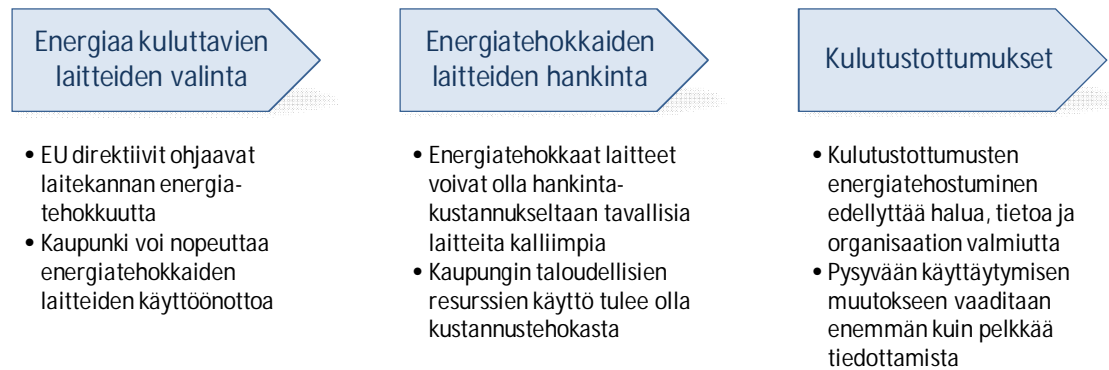 Energiaa kuluttavien
laitteiden valinta
• EU direktiivit ohjaavat
laitekannan energia-
tehokkuutta
• Kaupunki voi nopeuttaa
energiatehokkaiden
laitteiden käyttöönottoa
Energiatehokkaiden
laitteiden hankinta
• Energiatehokkaat laitteet
voivat olla hankinta-
kustannukseltaan tavallisia
laitteita kalliimpia
• Kaupungin taloudellisien
resurssien käyttö tulee olla
kustannustehokasta
Kulutustottumukset
• Kulutustottumusten
energiatehostuminen
edellyttää halua, tietoa ja
organisaation valmiutta
• Pysyvään käyttäytymisen
muutokseen vaaditaan
enemmän kuin pelkkää
tiedottamista